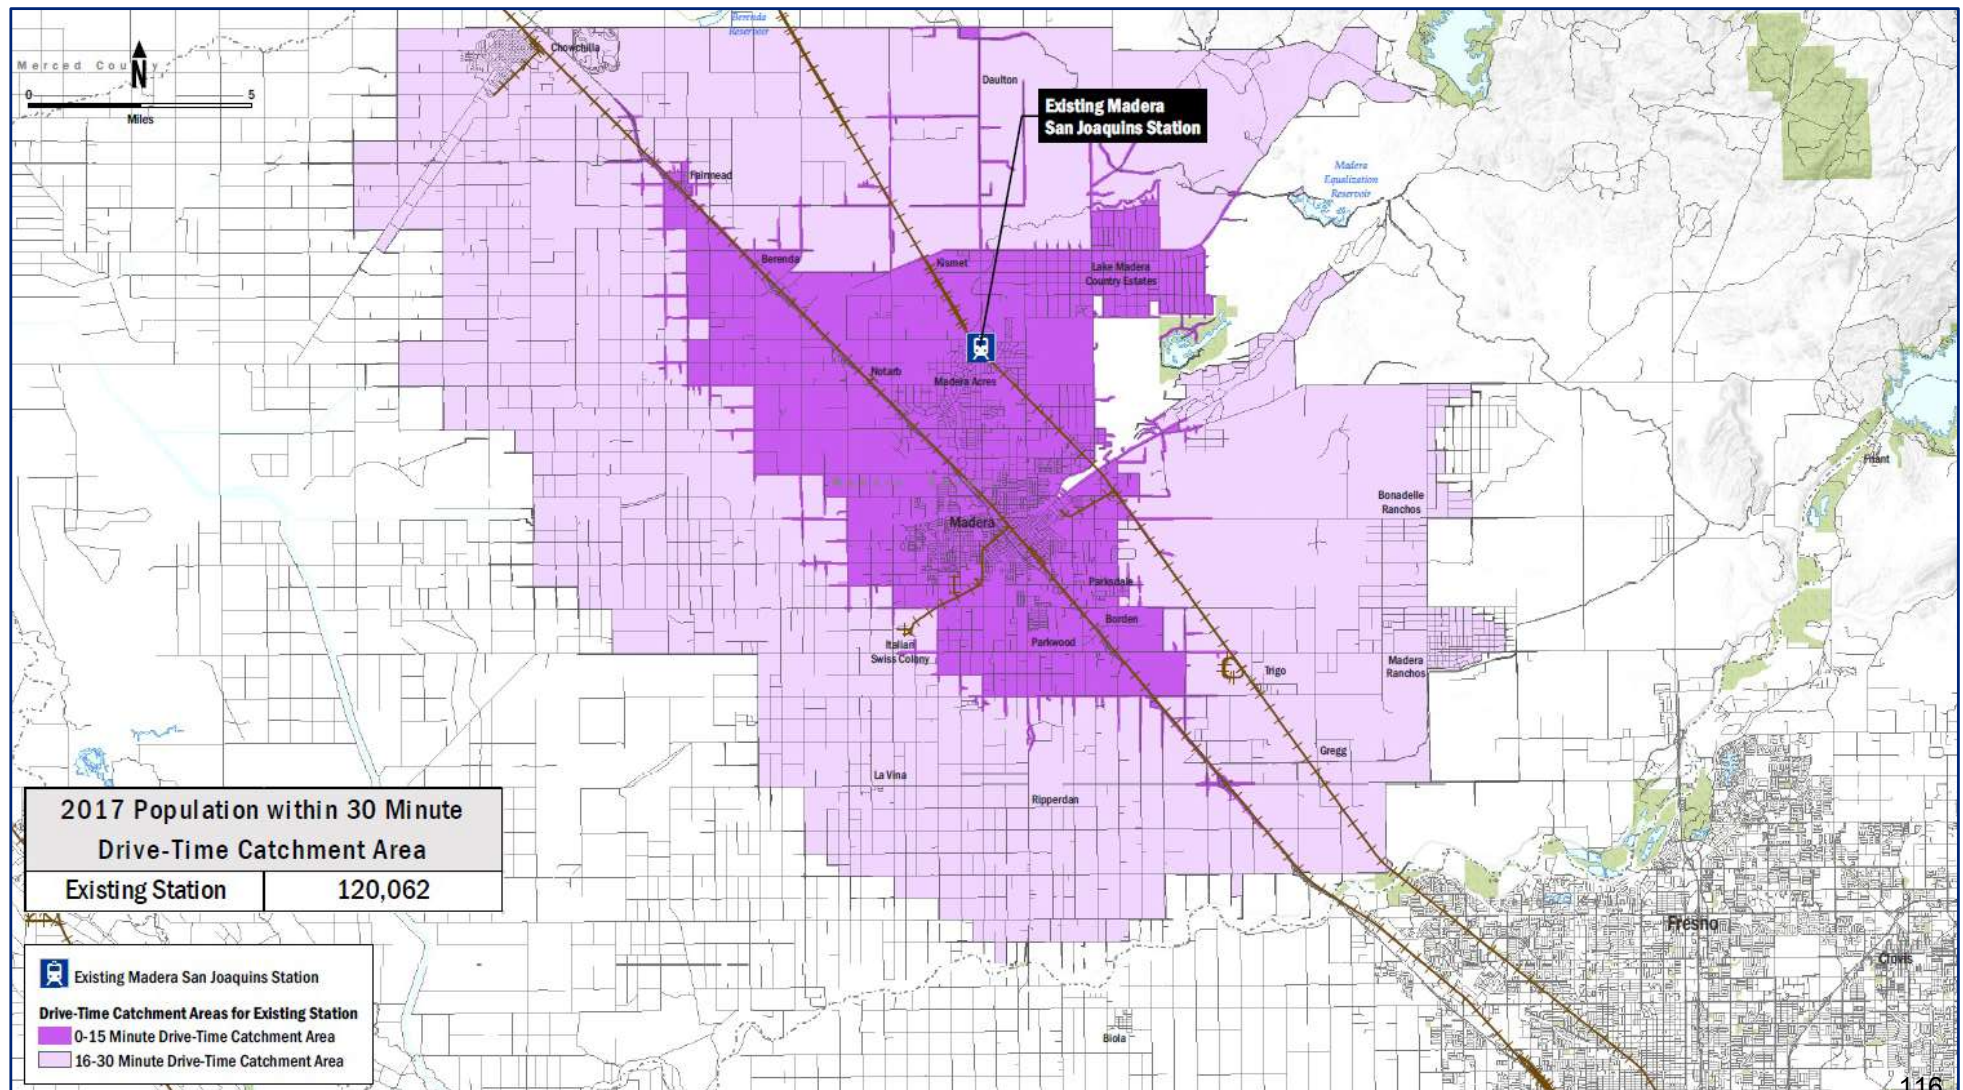 Berenda
Reservoir
Chowchilla
Merced County
N
0 5
Miles
Daulton
Existing Madera
San Joaquins Station
Fairmead
Madera
Equalization
Reservoir
Berenda
Kismet
Lake Madera
Country Estates
Notarb
Madera Acres
Friant
Bonadelle
Ranchos
Madera
Parksdale
Borden
Italian
Swiss Colony
Parkwood
Madera
Ranchos
Trigo
Gregg
La Vina
Ripperdan
2017 Population within 30 Minute
Drive-Time Catchment Area
Existing Station 120,062
Fresno
Clovis
Existing Madera San Joaquins Station
Drive-Time Catchment Areas for Existing Station
0-15 Minute Drive-Time Catchment Area
16-30 Minute Drive-Time Catchment Area
Biola
116